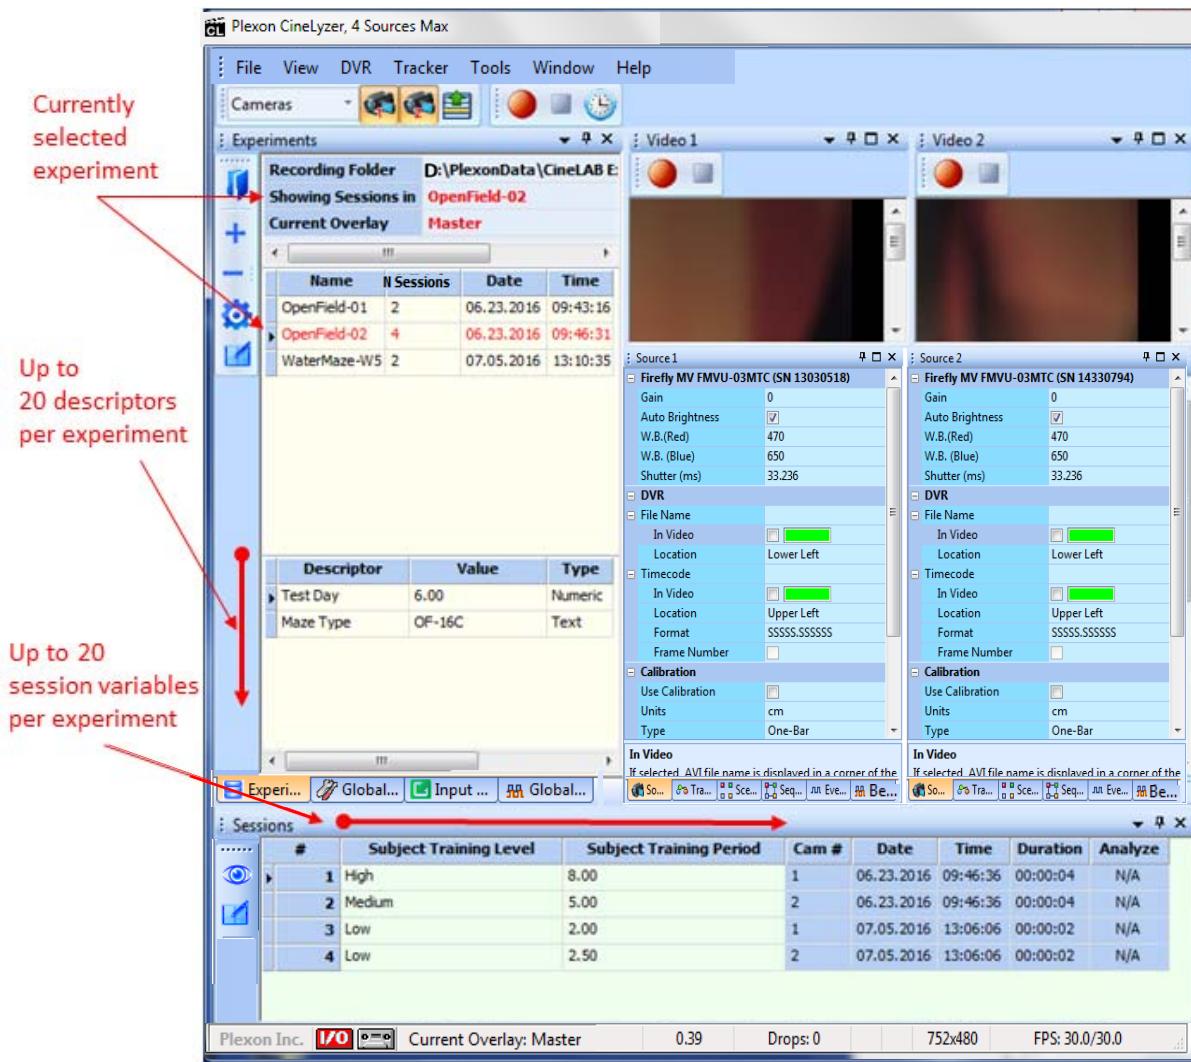 Plexon CineLyzer, 4 Sources Max
File View DVR Tracker Tools Window Help
Cameras
Currently
selected
experiment
Up to
20 descriptors
per experiment
Up to 20
session variables
per experiment
Experiments
Recording Folder D:\PlexonData\CineLAB E:
Showing Sessions in OpenField-02
Current Overlay Master
Name N Sessions Date Time
OpenField-01 2 06.23.2016 09:43:16
OpenField-02 4 06.23.2016 09:46:31
WaterMaze-W5 2 07.05.2016 13:10:35
Descriptor Value Type
Test Day 6.00 Numeric
Maze Type OF-16C Text
Experi... Global... Input ... Global...
Video 1
Source1
Firefly MV FMVU-03MTC (SN 13030518)
Gain 0
Auto Brightness
W.B.(Red) 470
W.B. (Blue) 650
Shutter (ms) 33.236
DVR
File Name
In Video
Location Lower Left
Timecode
In Video
Location Upper Left
Format SSSSS.SSSSSS
Frame Number
Calibration
Use Calibration
Units cm
Type One-Bar
In Video
If selected, AVI file name is displayed in a corner of the
So... Tra... Sce... Seq... Eve... Be...
Video 2
Source 2
Firefly MV FMVU-03MTC (SN 14330794)
Gain 0
Auto Brightness
W.B.(Red) 470
W.B. (Blue) 650
Shutter (ms) 33.236
DVR
File Name
In Video
Location Lower Left
Timecode
In Video
Location Upper Left
Format SSSSS.SSSSSS
Frame Number
Calibration
Use Calibration
Units cm
Type One-Bar
In Video
If selected, AVI file name is displayed in a corner of the
So... Tra... Sce... Seq... Eve... Be...
Sessions
# Subject Training Level Subject Training Period Cam # Date Time Duration Analyze
1 High 8.00 1 06.23.2016 09:46:36 00:00:04 N/A
2 Medium 5.00 2 06.23.2016 09:46:36 00:00:04 N/A
3 Low 2.00 1 07.05.2016 13:06:06 00:00:02 N/A
4 Low 2.50 2 07.05.2016 13:06:06 00:00:02 N/A
Plexon Inc. I/O Current Overlay: Master 0.39 Drops: 0 752x480 FPS: 30.0/30.0